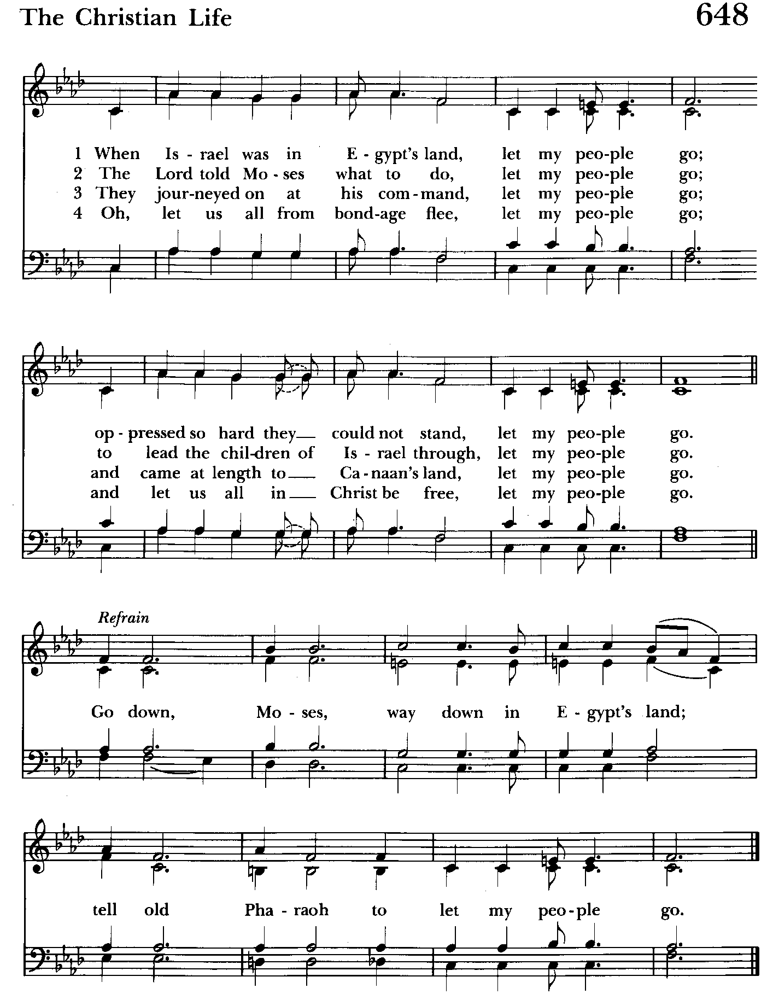 The Christian Life 648
1 When Is - rael was in E - gypt's land, let my peo-ple go;
2 The Lord told Mo - ses what to do, let my peo-ple go;
3 They jour-neyed on at his com-mand, let my peo-ple go;
4 Oh, let us all from bond-age flee, let my peo-ple go;
op - pressed so hard they could not stand, let my peo-ple go.
to lead the chil-dren of Is - rael through, let my peo-ple go.
and came at length to Ca - naan's land, let my peo-ple go.
and let us all in Christ be free, let my peo-ple go.
Refrain
Go down, Mo - ses, way down in E - gypt's land;
tell old Pha - raoh to let my peo-ple go.